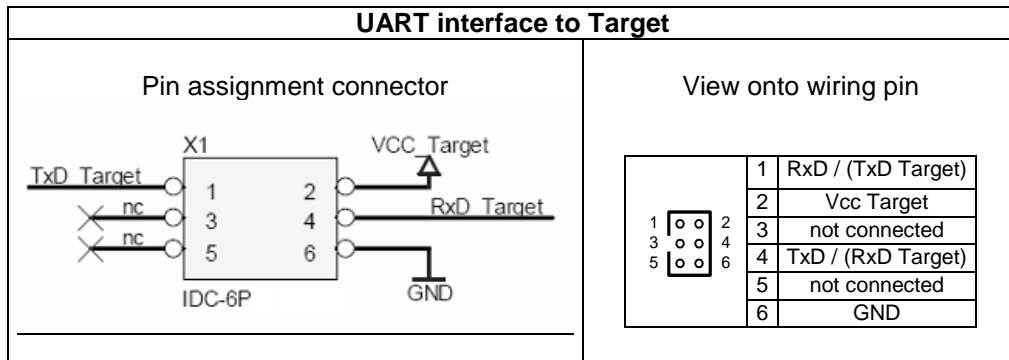 UART interface to Target
Pin assignment connector
X1
VCC_Target
TxD_Target
1 2
nc
3 4
RxD_Target
nc
5 6
IDC-6P
GND
View onto wiring pin
1 2
3 4
5 6
1 RxD / (TxD Target)
2 Vcc Target
3 not connected
4 TxD / (RxD Target)
5 not connected
6 GND